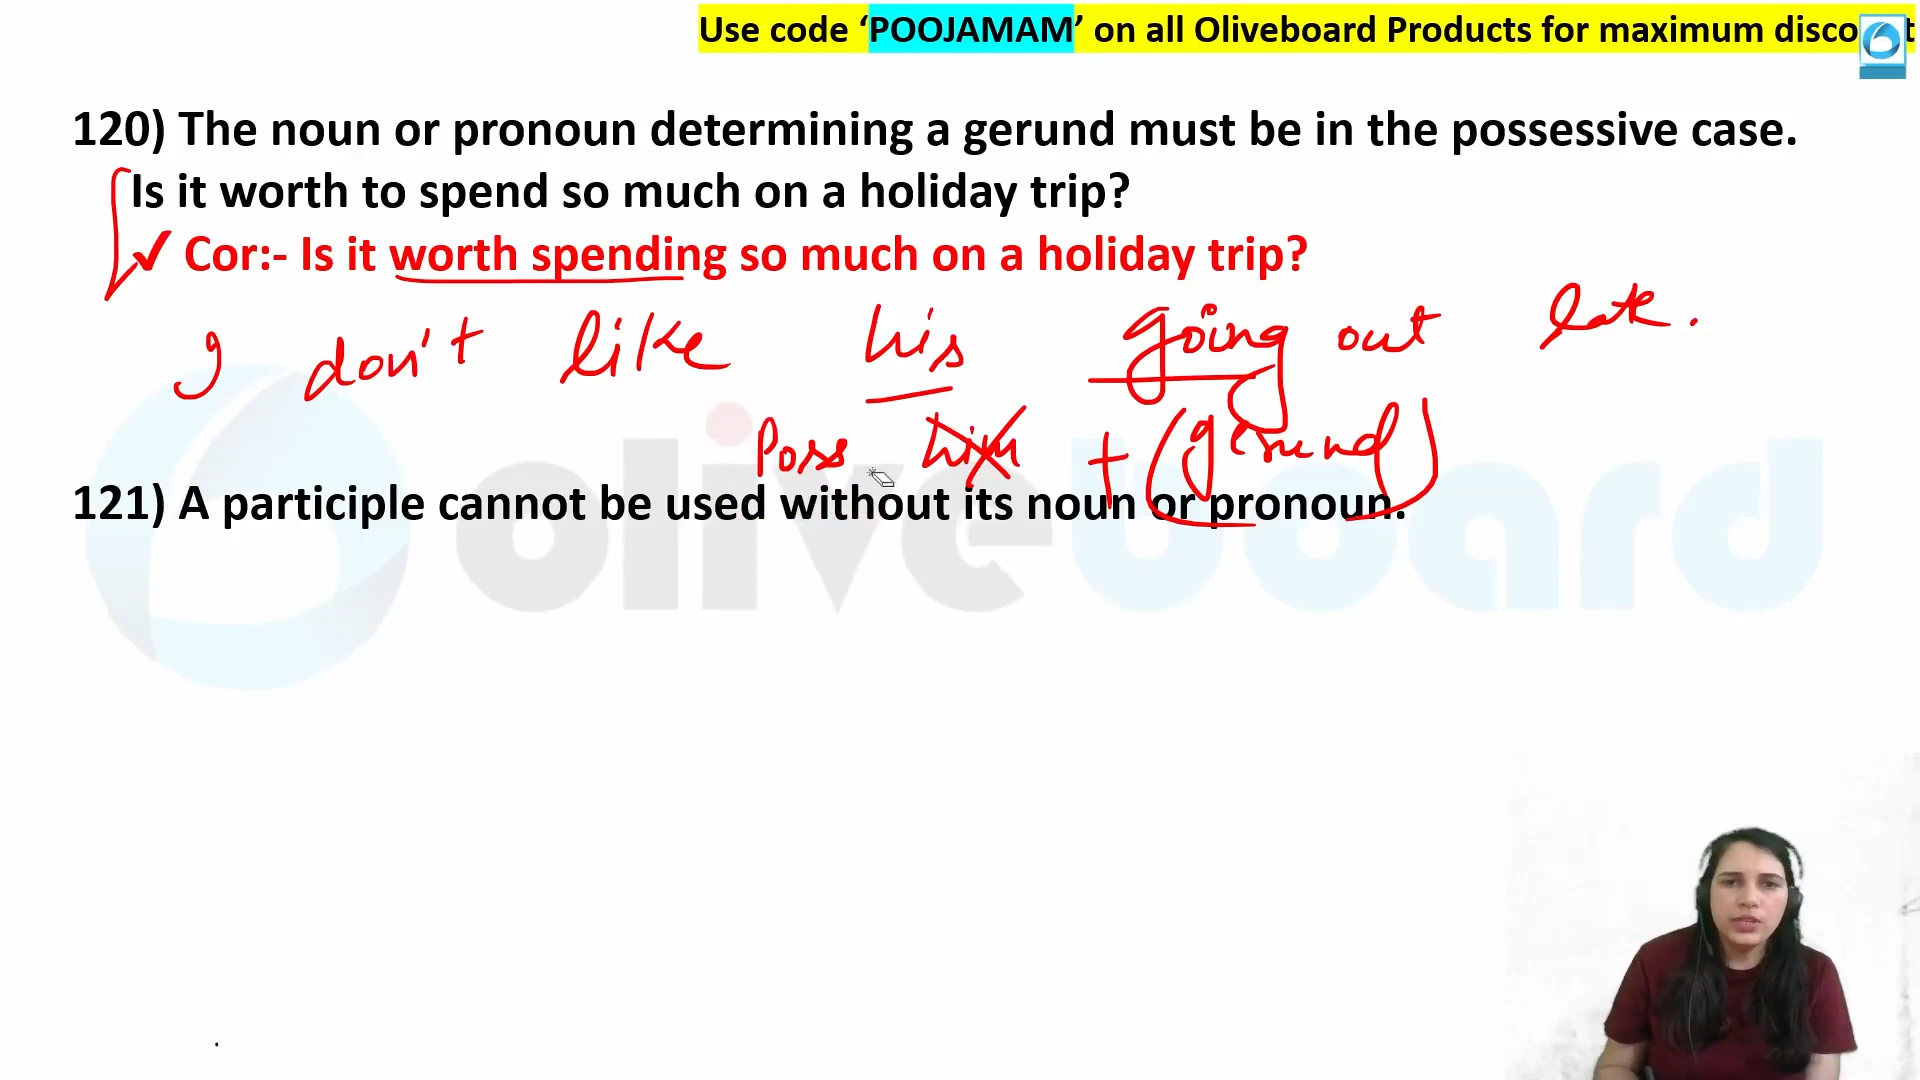 Use code ‘POOJAMAM’ on all Oliveboard Products for maximum disco t
120) The noun or pronoun determining a gerund must be in the possessive case.
Is it worth to spend so much on a holiday trip?
✓ Cor:- Is it worth spending so much on a holiday trip?
I don't like his going out late.
Poss him + (gerund)
121) A participle cannot be used without its noun or pronoun.
oliveboard